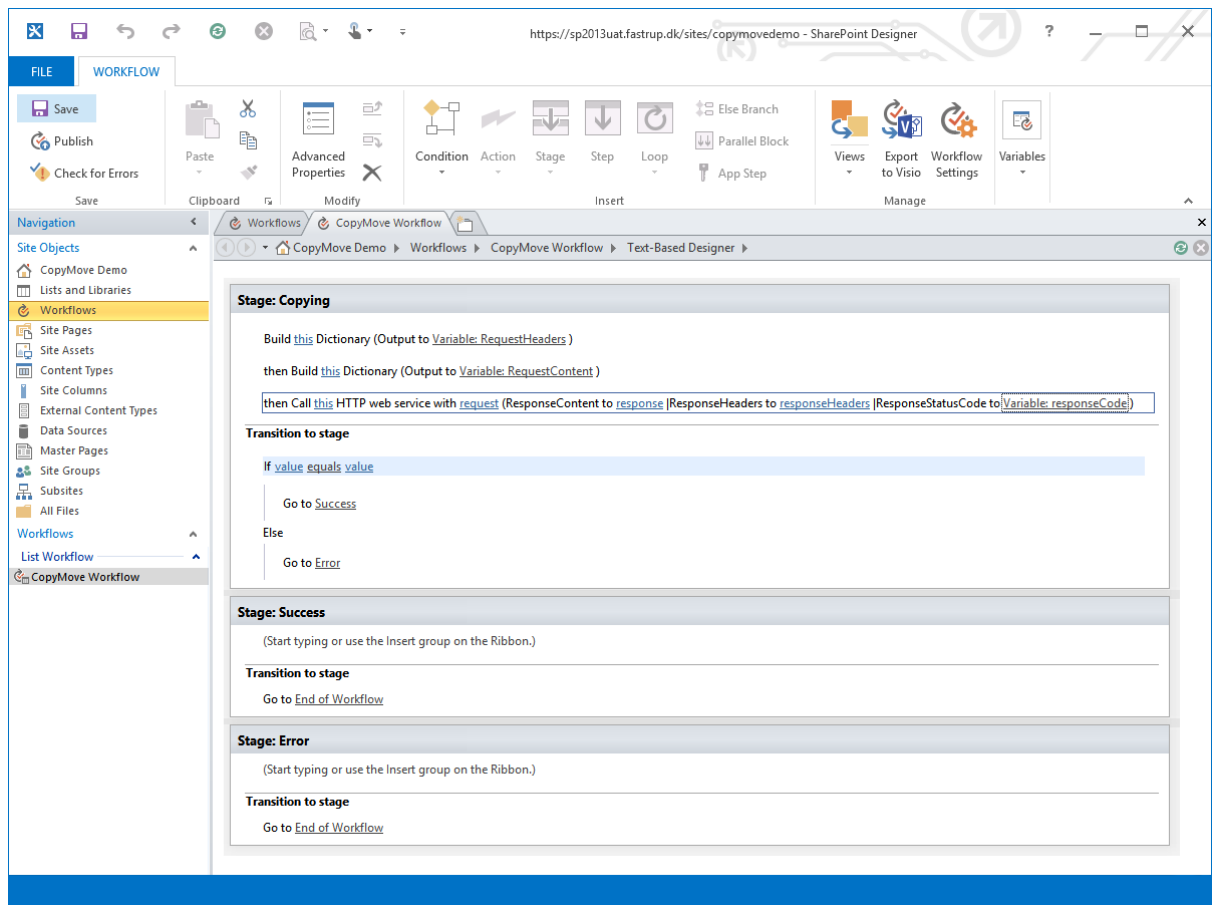 https://sp2013uat.fastrup.dk/sites/copymovedemo - SharePoint Designer
?
FILE
WORKFLOW
Save
Publish
Check for Errors
Save
Paste
Clipboard
Advanced
Properties
Modify
Condition
Action
Stage
Step
Loop
Else Branch
Parallel Block
App Step
Insert
Views
Export
to Visio
Workflow
Settings
Manage
Variables
Navigation
Workflows
CopyMove Workflow
Site Objects
CopyMove Demo
Workflows
CopyMove Workflow
Text-Based Designer
CopyMove Demo
Lists and Libraries
Workflows
Site Pages
Site Assets
Content Types
Site Columns
External Content Types
Data Sources
Master Pages
Site Groups
Subsites
All Files
Workflows
List Workflow
CopyMove Workflow
Stage: Copying
Build this Dictionary (Output to Variable: RequestHeaders )
then Build this Dictionary (Output to Variable: RequestContent )
then Call this HTTP web service with request (ResponseContent to response |ResponseHeaders to responseHeaders |ResponseStatusCode to Variable: responseCode )
Transition to stage
If value equals value
Go to Success
Else
Go to Error
Stage: Success
(Start typing or use the Insert group on the Ribbon.)
Transition to stage
Go to End of Workflow
Stage: Error
(Start typing or use the Insert group on the Ribbon.)
Transition to stage
Go to End of Workflow